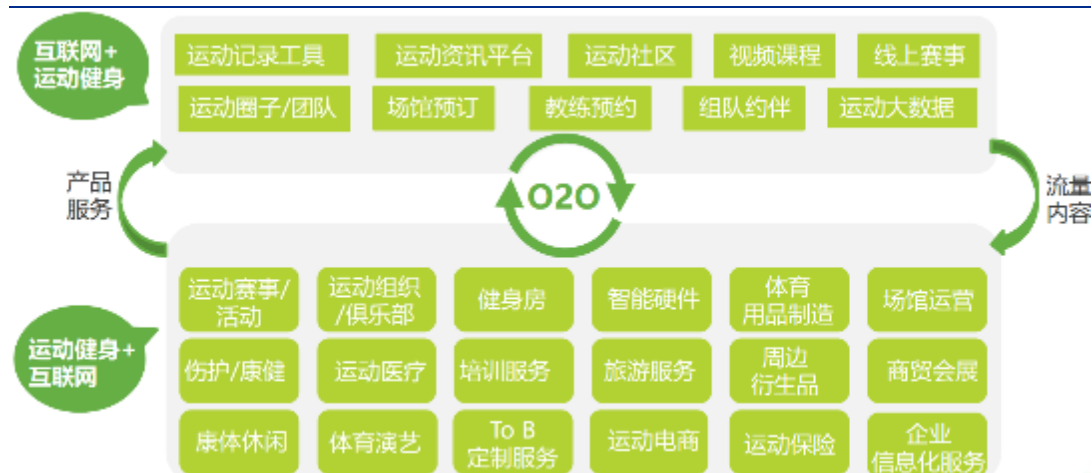 互联网+
运动健身
运动记录工具 运动资讯平台 运动社区 视频课程 线上赛事
运动圈子/团队 场馆预订 教练预约 组队约伴 运动大数据
产品
服务
O2O
流量
内容
运动健身+
互联网
运动赛事/
活动
运动组织
/俱乐部
健身房
智能硬件
体育
用品制造
场馆运营
伤护/康健
运动医疗
培训服务
旅游服务
周边
衍生品
商贸会展
康体休闲
体育演艺
To B
定制服务
运动电商
运动保险
企业
信息化服务